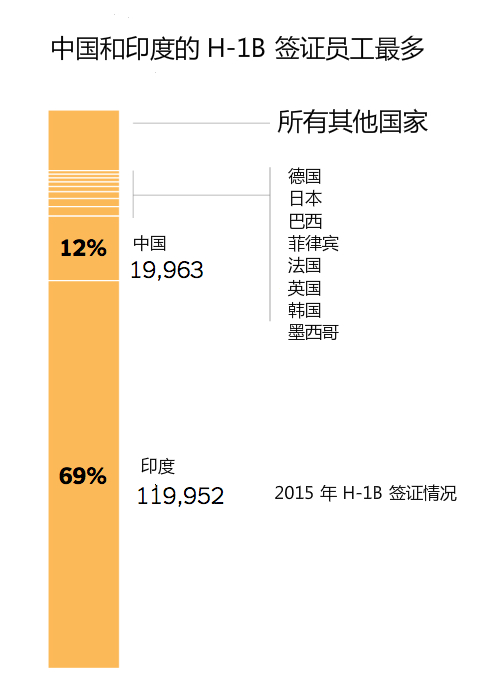 中国和印度的 H-1B 签证员工最多
所有其他国家
德国
日本
巴西
菲律宾
法国
英国
韩国
墨西哥
12%
中国
19,963
69%
印度
119,952
2015 年 H-1B 签证情况